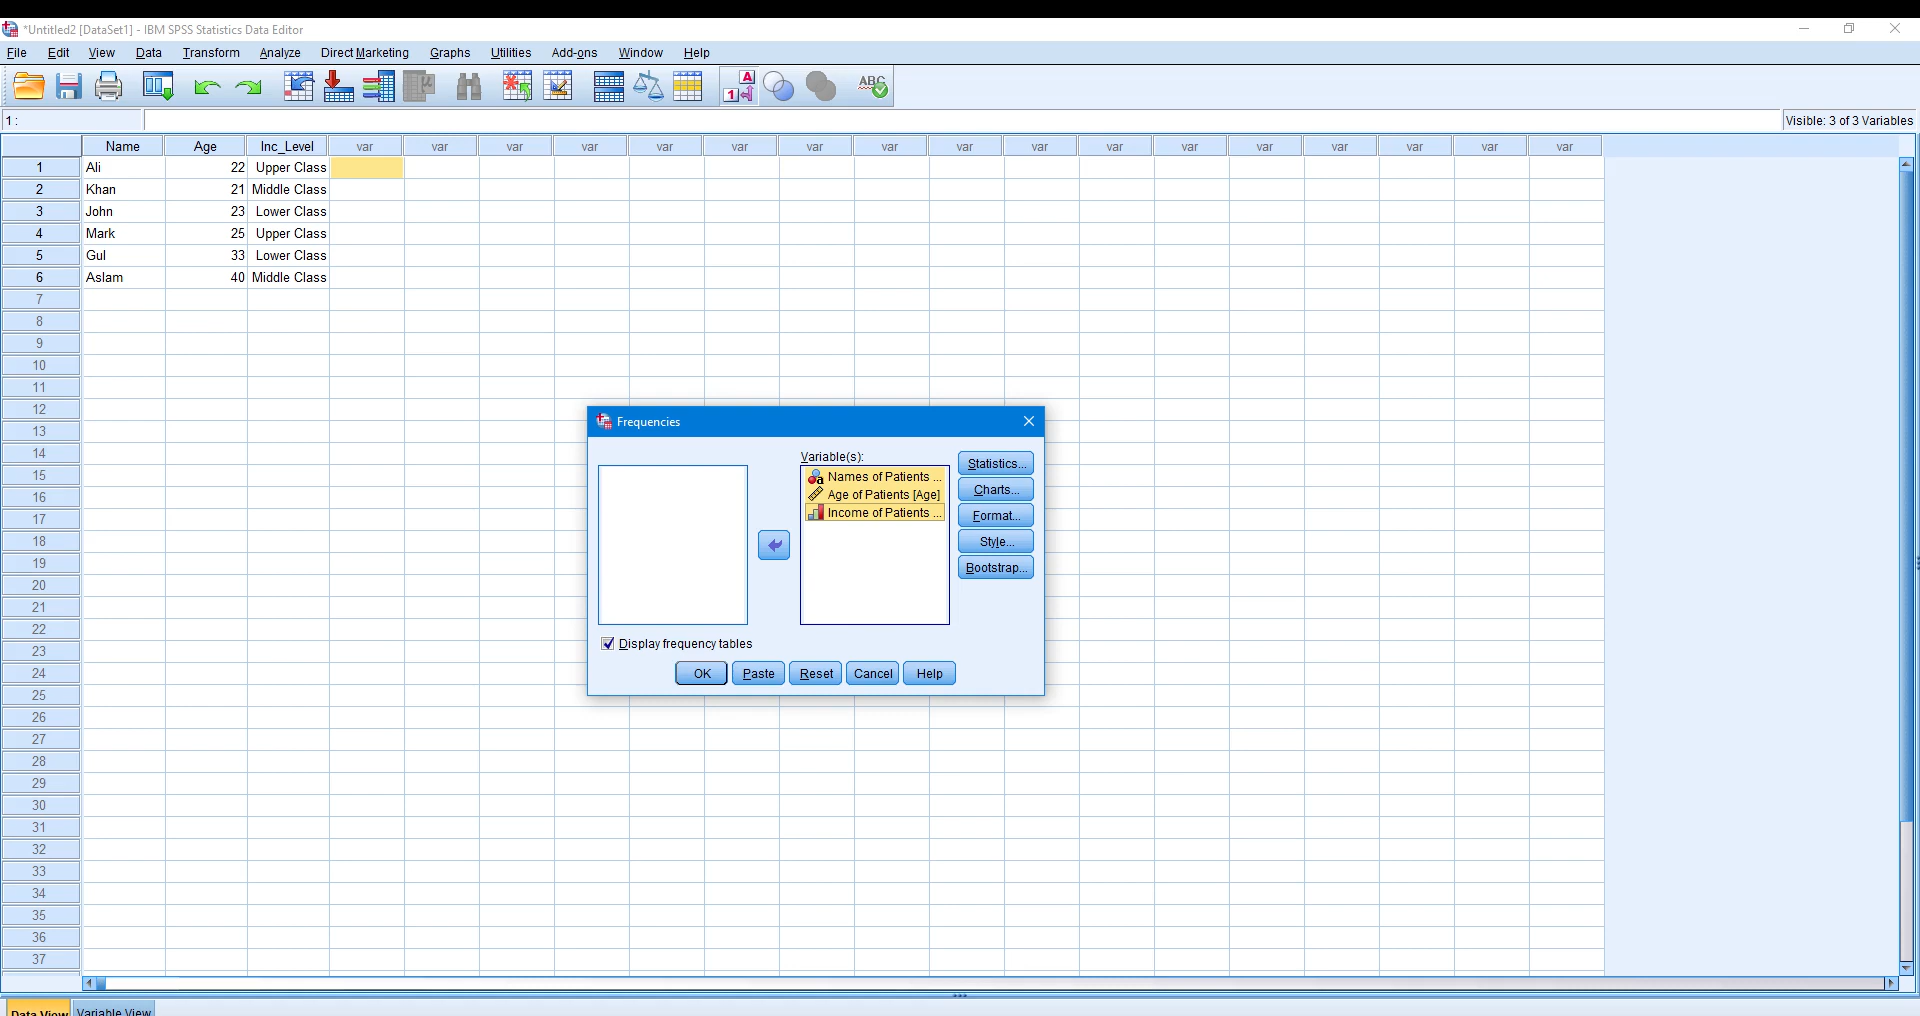 *Untitled2 [DataSet1] - IBM SPSS Statistics Data Editor
File Edit View Data Transform Analyze Direct Marketing Graphs Utilities Add-ons Window Help
A
1
ABC
1 :
Visible: 3 of 3 Variables
Name Age Inc_Level var var var var var var var var var var var var var var var var var
1 Ali 22 Upper Class
2 Khan 21 Middle Class
3 John 23 Lower Class
4 Mark 25 Upper Class
5 Gul 33 Lower Class
6 Aslam 40 Middle Class
7
8
9
10
11
12
13
14
15
16
17
18
19
20
21
22
23
24
25
26
27
28
29
30
31
32
33
34
35
36
37
Frequencies
Variable(s):
Names of Patients ...
Age of Patients [Age]
Income of Patients ...
Statistics...
Charts...
Format...
Style...
Bootstrap...
Display frequency tables
OK Paste Reset Cancel Help
Data View Variable View